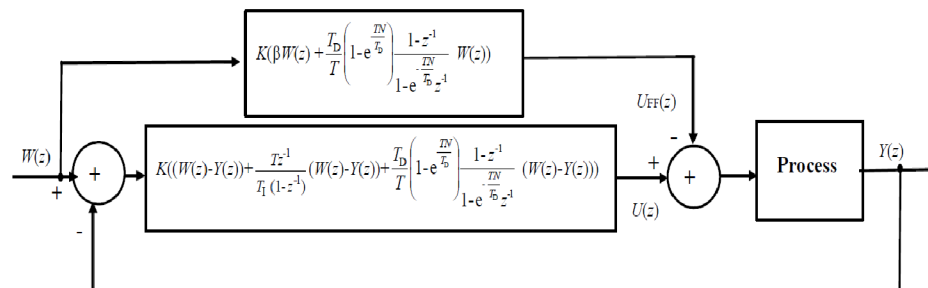 K(βW(z) + T_D/T (1-e^{TN/T_D}) (1-z^{-1})/(1-e^{-TN/T_D}z^{-1}) W(z))
U_FF(z)
-
W(z)
+
+
-
K((W(z)-Y(z))+ Tz^{-1}/(T_I (1-z^{-1})) (W(z)-Y(z))+ T_D/T (1-e^{TN/T_D}) (1-z^{-1})/(1-e^{-TN/T_D}z^{-1}) (W(z)-Y(z)))
+
U(z)
+
Process
Y(z)